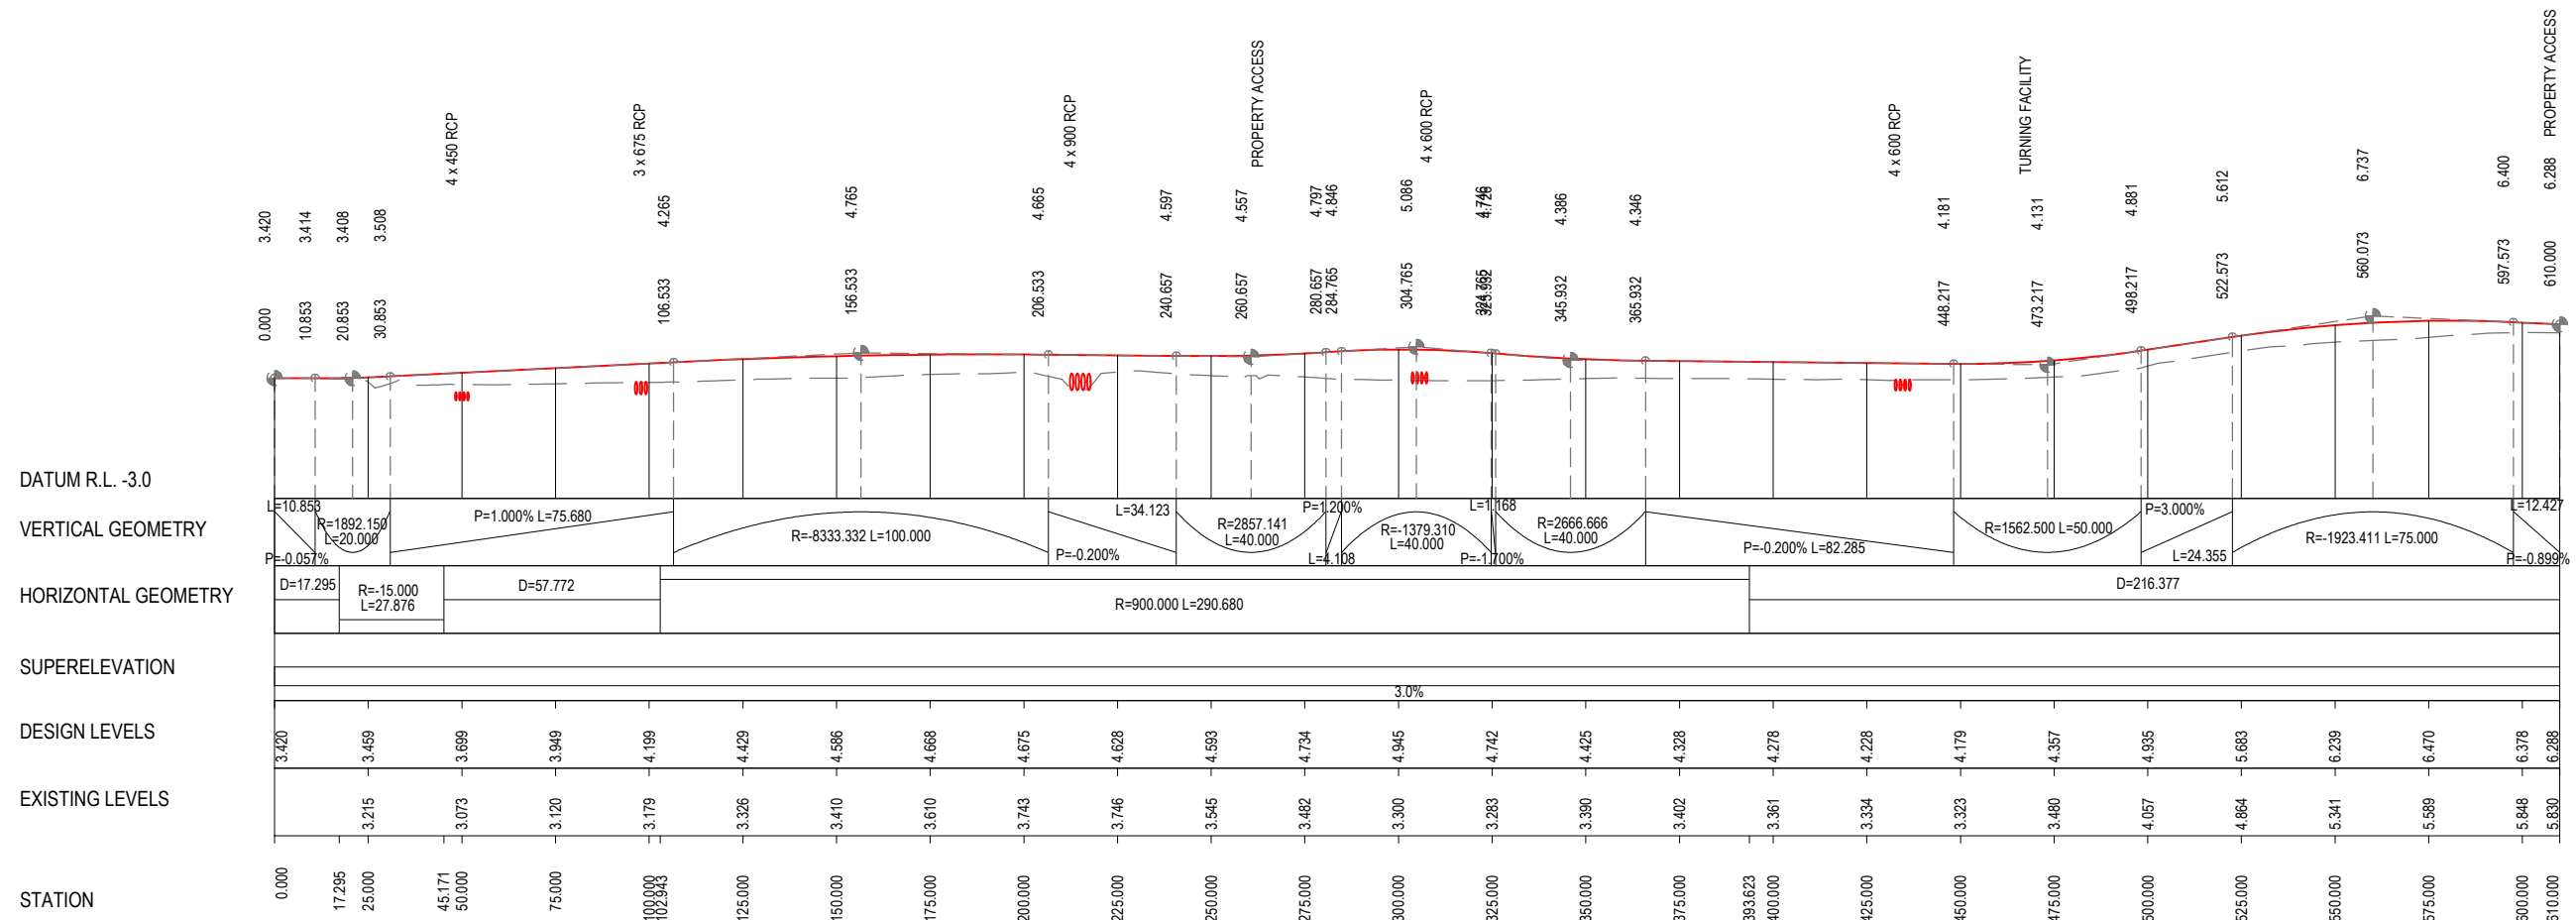 4 x 450 RCP
3 x 675 RCP
4 x 900 RCP
PROPERTY ACCESS
4 x 600 RCP
4 x 600 RCP
TURNING FACILITY
PROPERTY ACCESS
3.420 3.414 3.408 3.508 4.265 4.765 4.665 4.597 4.557 4.797 4.846 5.086 4.746 4.726 4.386 4.346 4.181 4.131 4.881 5.612 6.737 6.400 6.288
0.000 10.853 20.853 30.853 106.533 156.533 206.533 240.657 260.657 280.657 284.765 304.765 324.765 325.932 345.932 365.932 448.217 473.217 498.217 522.573 560.073 597.573 610.000
DATUM R.L. -3.0
VERTICAL GEOMETRY
L=10.853
P=-0.057%
R=1892.150
L=20.000
P=1.000% L=75.680
R=-8333.332 L=100.000
L=34.123
P=-0.200%
R=2857.141
L=40.000
P=1.200%
L=4.108
R=-1379.310
L=40.000
L=1.168
P=-1.700%
R=2666.666
L=40.000
P=-0.200% L=82.285
R=1562.500 L=50.000
P=3.000%
L=24.355
R=-1923.411 L=75.000
L=12.427
P=-0.899%
HORIZONTAL GEOMETRY
D=17.295
R=-15.000
L=27.876
D=57.772
R=900.000 L=290.680
D=216.377
SUPERELEVATION
3.0%
DESIGN LEVELS
3.420 3.459 3.699 3.949 4.199 4.429 4.586 4.668 4.675 4.628 4.593 4.734 4.945 4.742 4.425 4.328 4.278 4.228 4.179 4.357 4.935 5.683 6.239 6.470 6.378 6.288
EXISTING LEVELS
3.215 3.073 3.120 3.179 3.326 3.410 3.610 3.743 3.746 3.545 3.482 3.300 3.283 3.390 3.402 3.361 3.334 3.323 3.480 4.057 4.864 5.341 5.589 5.848 5.830
STATION
0.000 17.295 25.000 45.171 50.000 75.000 100.000 102.943 125.000 150.000 175.000 200.000 225.000 250.000 275.000 300.000 325.000 350.000 375.000 393.623 400.000 425.000 450.000 475.000 500.000 525.000 550.000 575.000 600.000 610.000